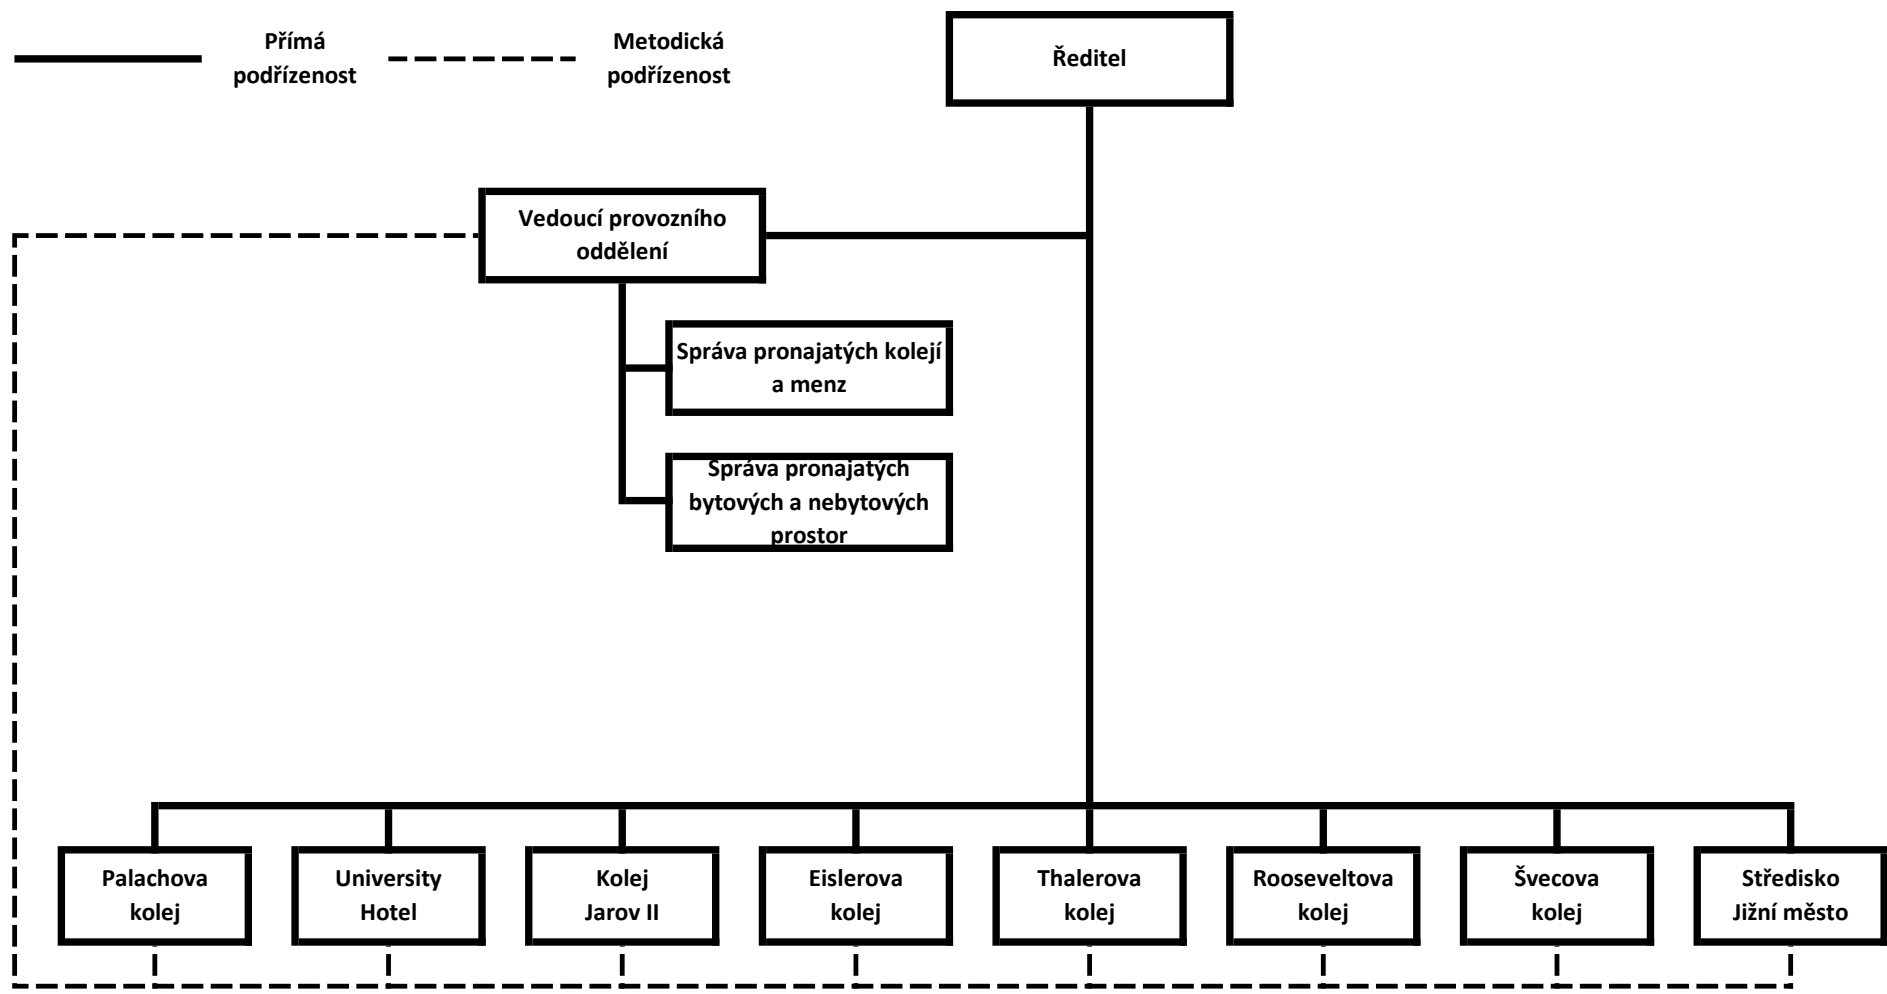 Přímá
podřízenost
Metodická
podřízenost
Ředitel
Vedoucí provozního
oddělení
Správa pronajatých kolejí
a menz
Správa pronajatých
bytových a nebytových
prostor
Palachova
kolej
University
Hotel
Kolej
Jarov II
Eislerova
kolej
Thalerova
kolej
Rooseveltova
kolej
Švecova
kolej
Středisko
Jižní město